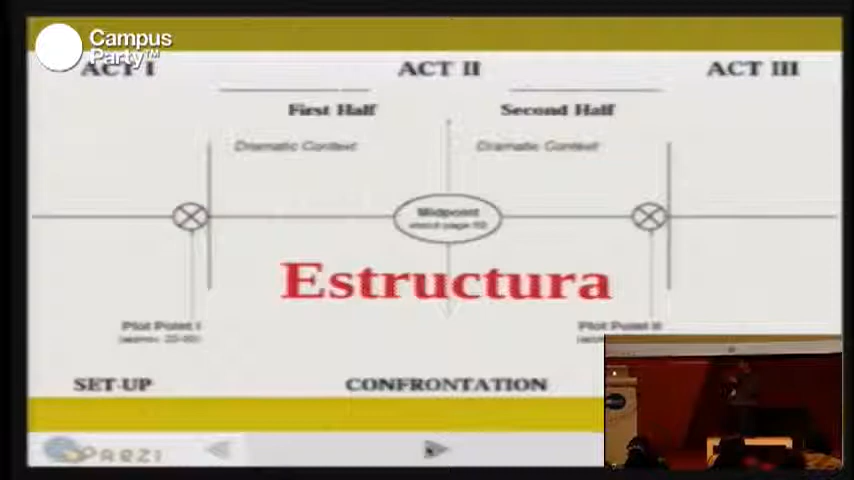 Campus
Party™
ACT I
ACT II
ACT III
First Half
Second Half
Dramatic Context
Dramatic Context
Midpoint
Estructura
Plot Point I
Plot Point II
SET-UP
CONFRONTATION
PREZI